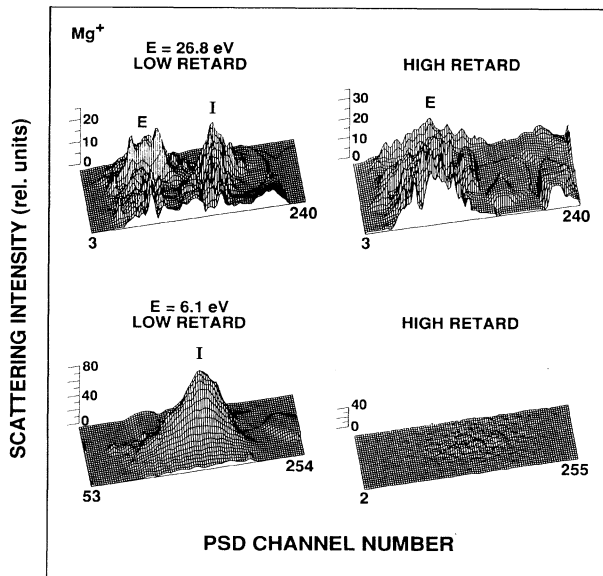 Mg+
E = 26.8 eV
LOW RETARD
HIGH RETARD
20
10
0
E
I
3
240
30
20
10
0
E
3
240
E = 6.1 eV
LOW RETARD
HIGH RETARD
80
40
0
I
53
254
40
0
2
255
SCATTERING INTENSITY (rel. units)
PSD CHANNEL NUMBER